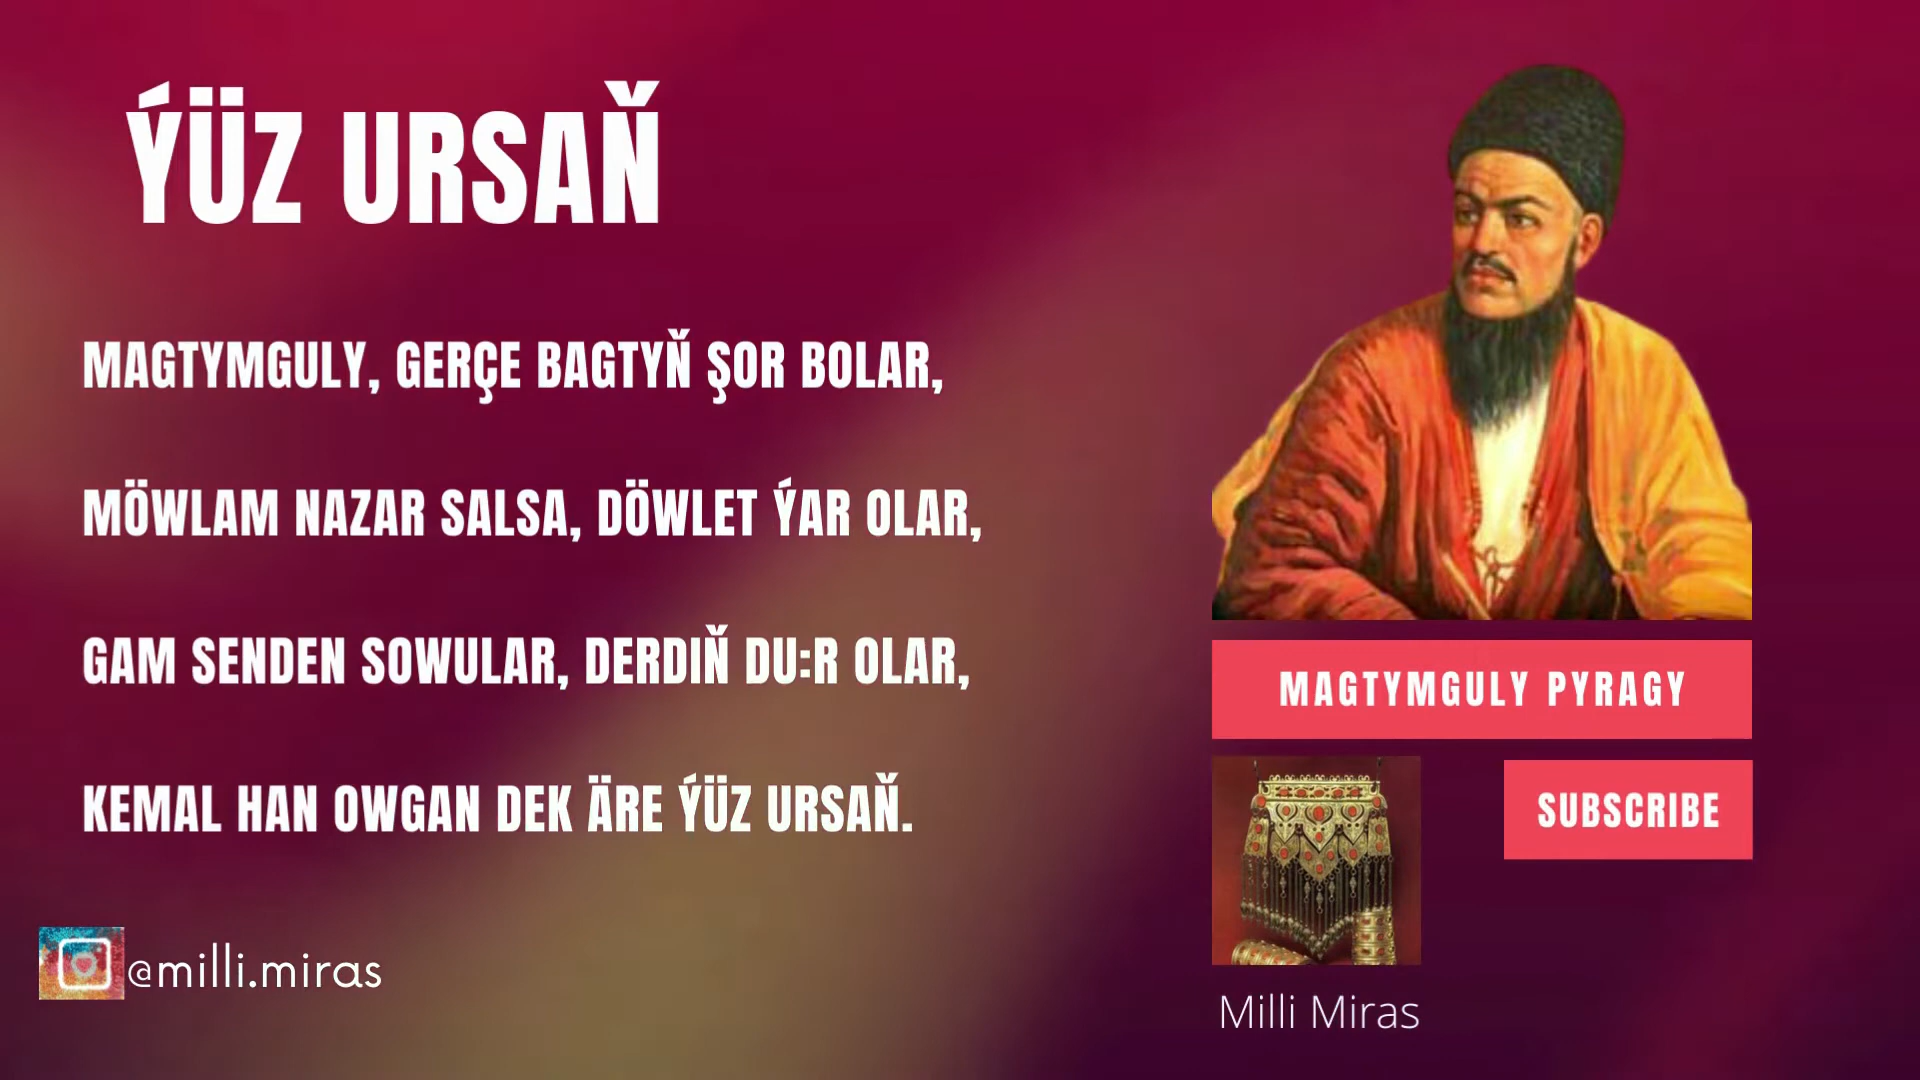 ÝÜZ URSAŇ
MAGTYMGULY, GERÇE BAGTYŇ ŞOR BOLAR,
MÖWLAM NAZAR SALSA, DÖWLET ÝAR OLAR,
GAM SENDEN SOWULAR, DERDIŇ DU:R OLAR,
KEMAL HAN OWGAN DEK ÄRE ÝÜZ URSAŇ.
@milli.miras
MAGTYMGULY PYRAGY
SUBSCRIBE
Milli Miras